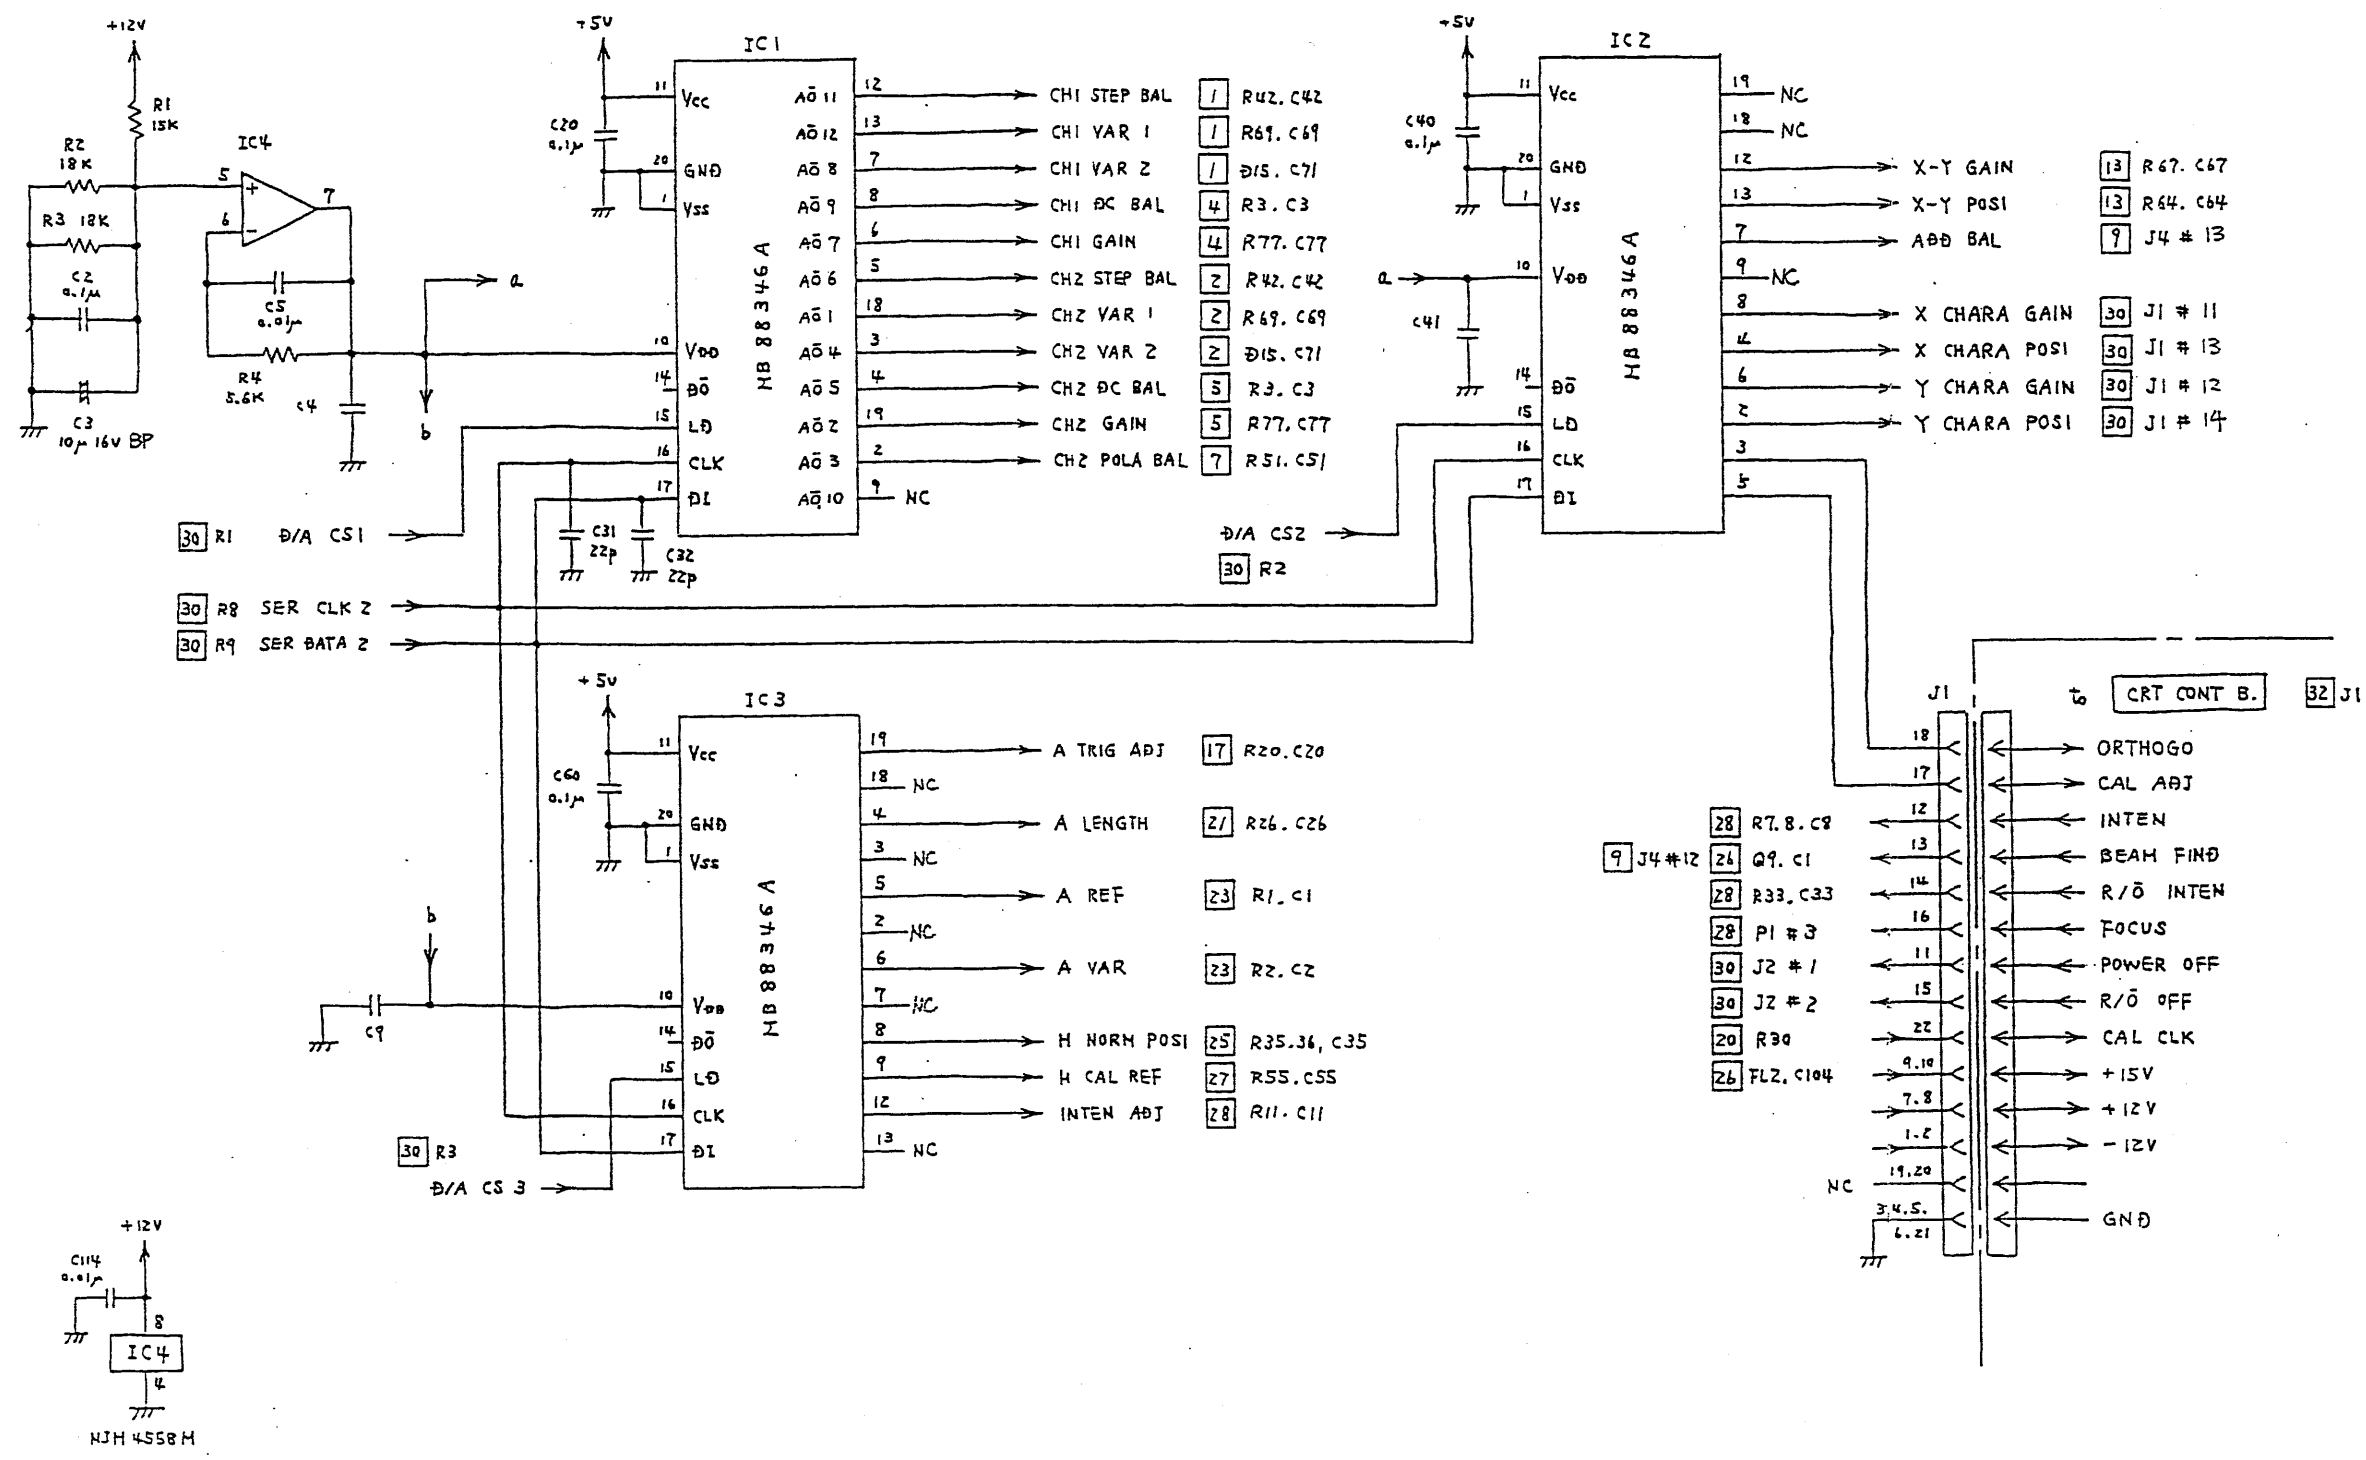 +12V
R1
15K
R2
18K
R3 18K
C2
0.1μ
C3
10μ 16V BP
IC4
5
6
7
+
-
C5
0.01μ
R4
5.6K
C4
a
b
+5V
C20
0.1μ
IC1
MB88346A
11 Vcc
20 GND
1 Vss
10 VDD
14 DO
15 LD
16 CLK
17 DI
AO 11 12 CH1 STEP BAL 1 R42.C42
AO 12 13 CH1 VAR 1 1 R69.C69
AO 8 7 CH1 VAR 2 1 D15.C71
AO 9 8 CH1 DC BAL 4 R3.C3
AO 7 6 CH1 GAIN 4 R77.C77
AO 6 5 CH2 STEP BAL 2 R42.C42
AO 1 18 CH2 VAR 1 2 R69.C69
AO 4 3 CH2 VAR 2 2 D15.C71
AO 5 4 CH2 DC BAL 5 R3.C3
AO 2 19 CH2 GAIN 5 R77.C77
AO 3 2 CH2 POLA BAL 7 R51.C51
AO 10 9 NC
C31
22p
C32
22p
30 R1 D/A CS1
30 R8 SER CLK 2
30 R9 SER DATA 2
+5V
C40
0.1μ
IC2
MB88346A
11 Vcc
20 GND
1 Vss
a
10 VDD
C41
14 DO
15 LD
16 CLK
17 DI
D/A CS2
30 R2
19 NC
18 NC
12 X-Y GAIN 13 R67.C67
13 X-Y POSI 13 R64.C64
7 ADD BAL 9 J4 # 13
9 NC
8 X CHARA GAIN 30 J1 # 11
4 X CHARA POSI 30 J1 # 13
6 Y CHARA GAIN 30 J1 # 12
2 Y CHARA POSI 30 J1 # 14
3
5
+5V
C60
0.1μ
IC3
MB88346A
11 Vcc
20 GND
1 Vss
b
C9
10 VDD
14 DO
15 LD
16 CLK
17 DI
30 R3
D/A CS 3
19 A TRIG ADJ 17 R20.C20
18 NC
4 A LENGTH 21 R26.C26
3 NC
5 A REF 23 R1.C1
2 NC
6 A VAR 23 R2.C2
7 NC
8 H NORM POSI 25 R35.36, C35
9 H CAL REF 27 R55.C55
12 INTEN ADJ 28 R11.C11
13 NC
J1 to CRT CONT B. 32 J1
18 ORTHOGO
17 CAL ADJ
28 R7.8.C8 12 INTEN
9 J4#12 26 Q9.C1 13 BEAM FIND
28 R33.C33 14 R/O INTEN
28 P1 # 3 16 FOCUS
30 J2 # 1 11 POWER OFF
30 J2 # 2 15 R/O OFF
20 R30 22 CAL CLK
26 FL2.C104 9.10 +15V
7.8 +12V
1.2 -12V
NC 19.20
3.4.5. GND
6.21
+12V
C114
0.01μ
8
IC4
4
NJM4558M